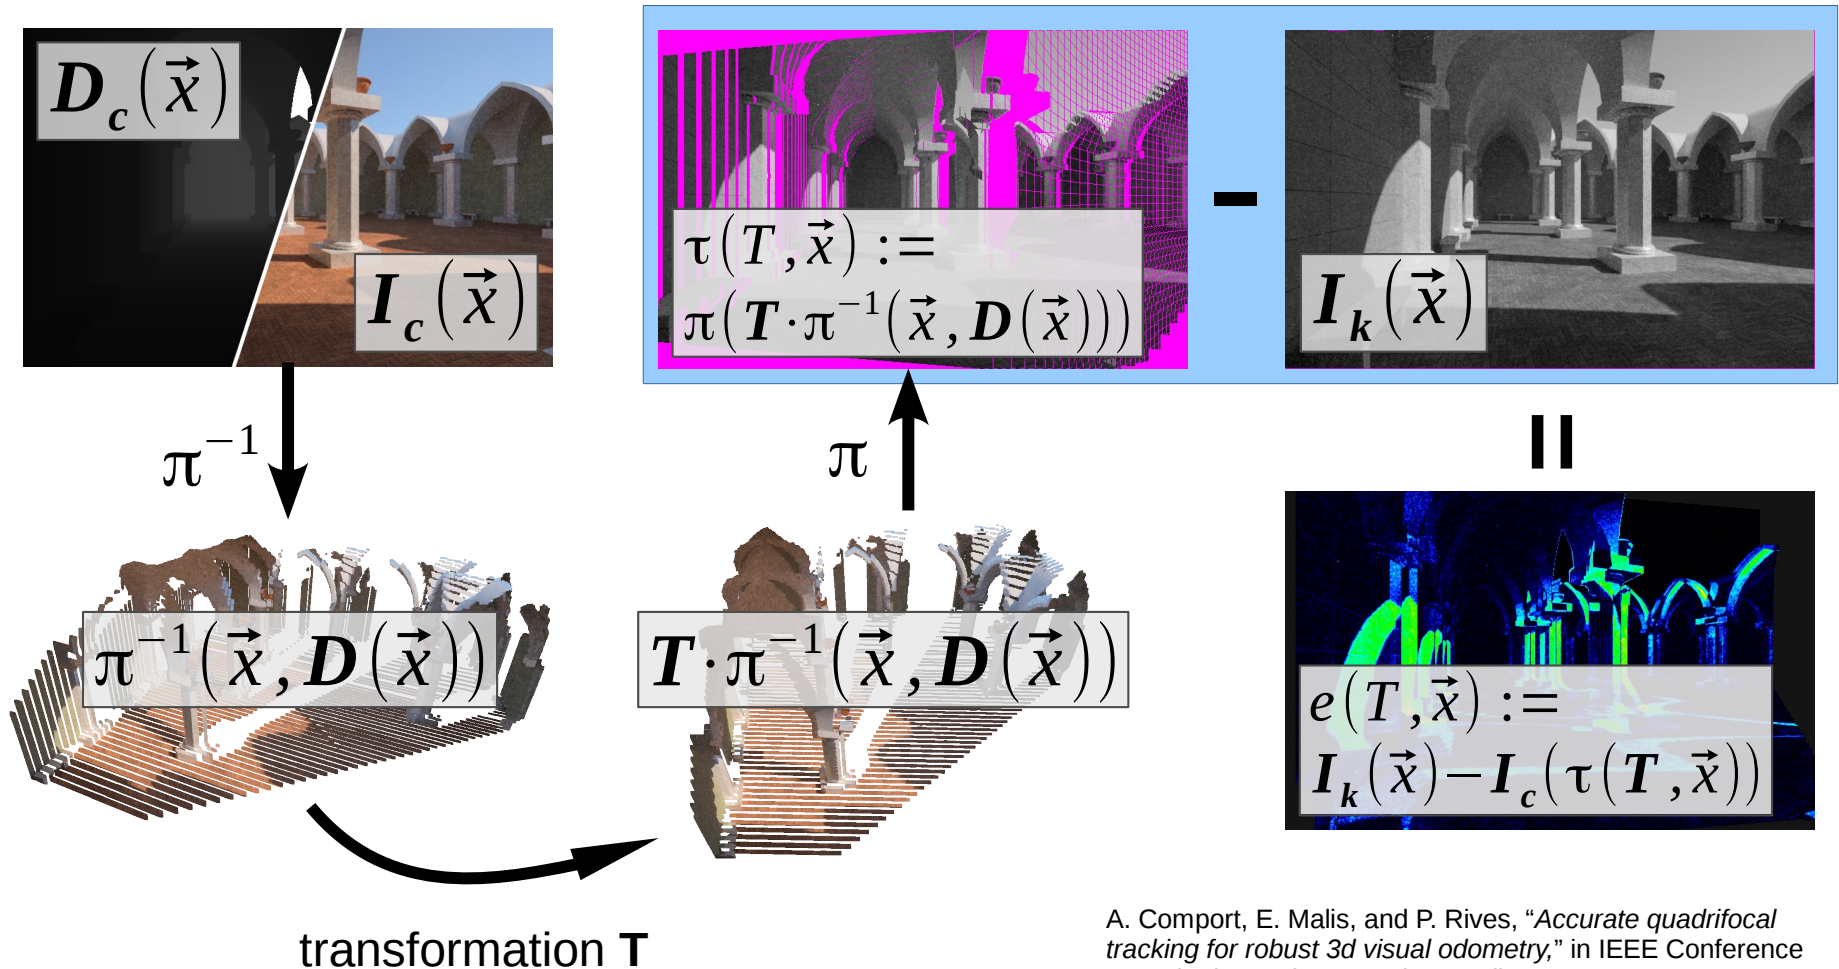 D_c(x⃗)
I_c(x⃗)
τ(T,x⃗) :=
π(T·π⁻¹(x⃗,D(x⃗)))
-
I_k(x⃗)
π⁻¹
π
=
π⁻¹(x⃗,D(x⃗))
T·π⁻¹(x⃗,D(x⃗))
e(T,x⃗) :=
I_k(x⃗)−I_c(τ(T,x⃗))
transformation T
A. Comport, E. Malis, and P. Rives, “Accurate quadrifocal
tracking for robust 3d visual odometry,” in IEEE Conference